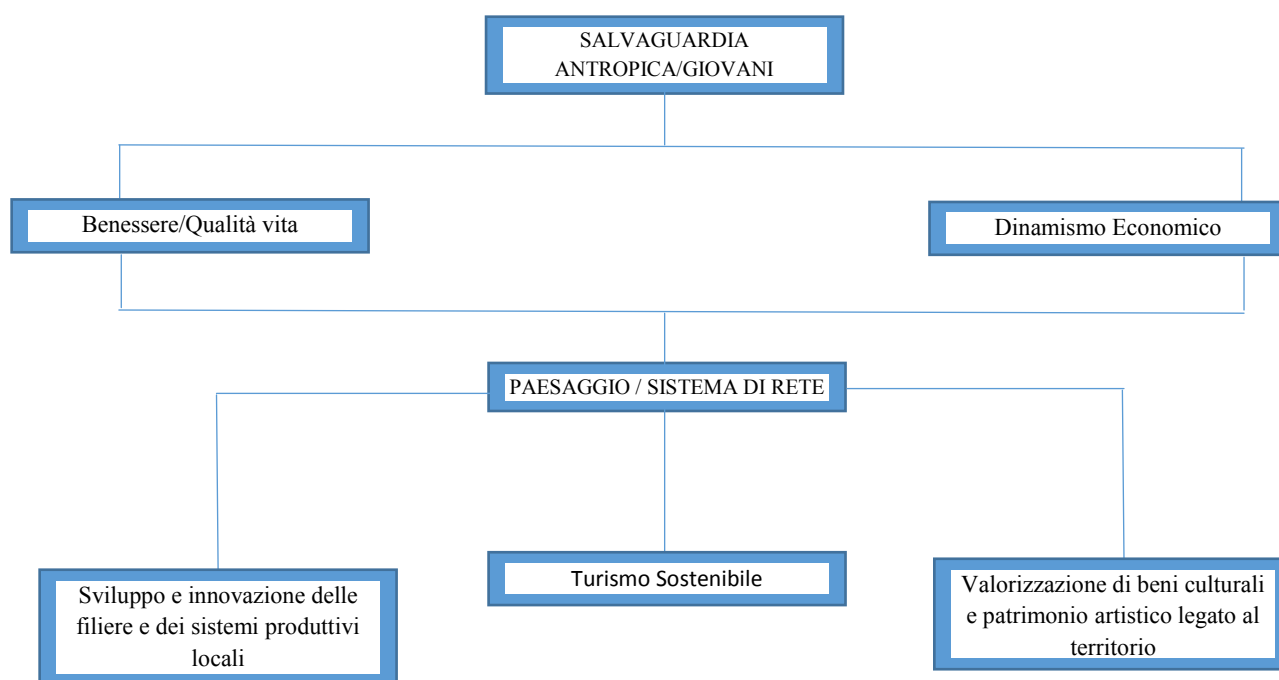 SALVAGUARDIA
ANTROPICA/GIOVANI
Benessere/Qualità vita
Dinamismo Economico
PAESAGGIO / SISTEMA DI RETE
Sviluppo e innovazione delle
filiere e dei sistemi produttivi
locali
Turismo Sostenibile
Valorizzazione di beni culturali
e patrimonio artistico legato al
territorio